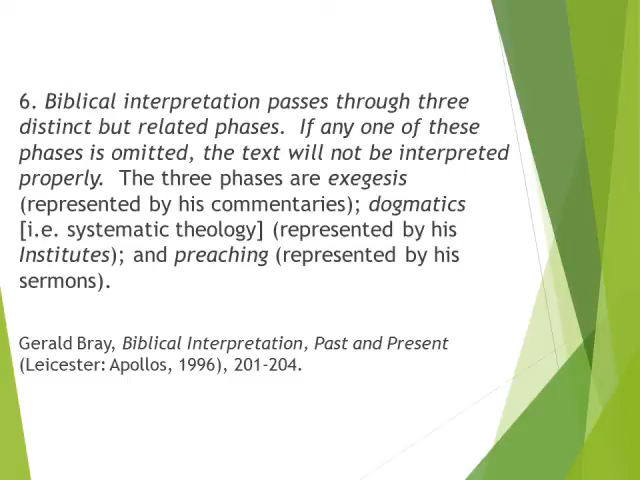 6. Biblical interpretation passes through three
distinct but related phases.  If any one of these
phases is omitted, the text will not be interpreted
properly.  The three phases are exegesis
(represented by his commentaries); dogmatics
[i.e. systematic theology] (represented by his
Institutes); and preaching (represented by his
sermons).
Gerald Bray, Biblical Interpretation, Past and Present
(Leicester: Apollos, 1996), 201-204.